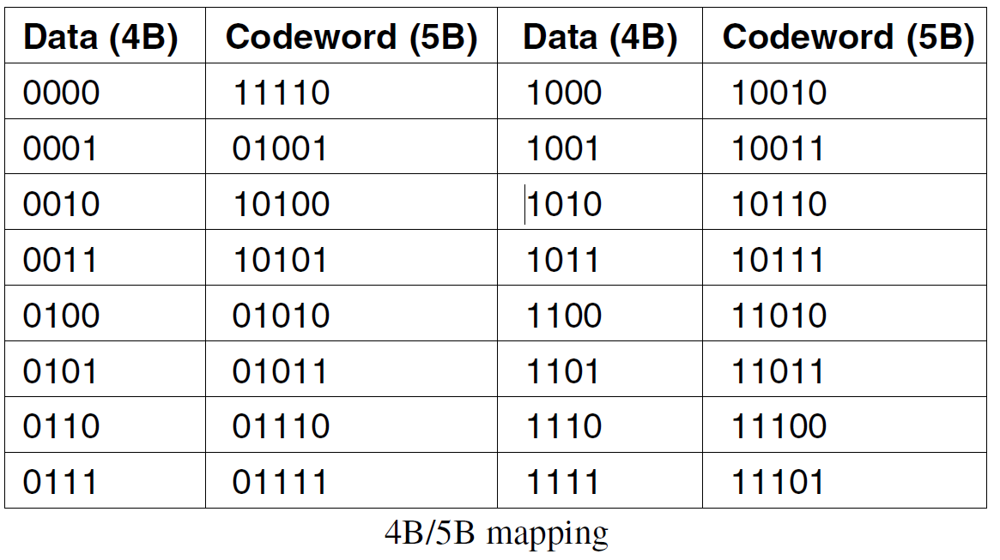 Data (4B) Codeword (5B) Data (4B) Codeword (5B)
0000 11110 1000 10010
0001 01001 1001 10011
0010 10100 1010 10110
0011 10101 1011 10111
0100 01010 1100 11010
0101 01011 1101 11011
0110 01110 1110 11100
0111 01111 1111 11101
4B/5B mapping